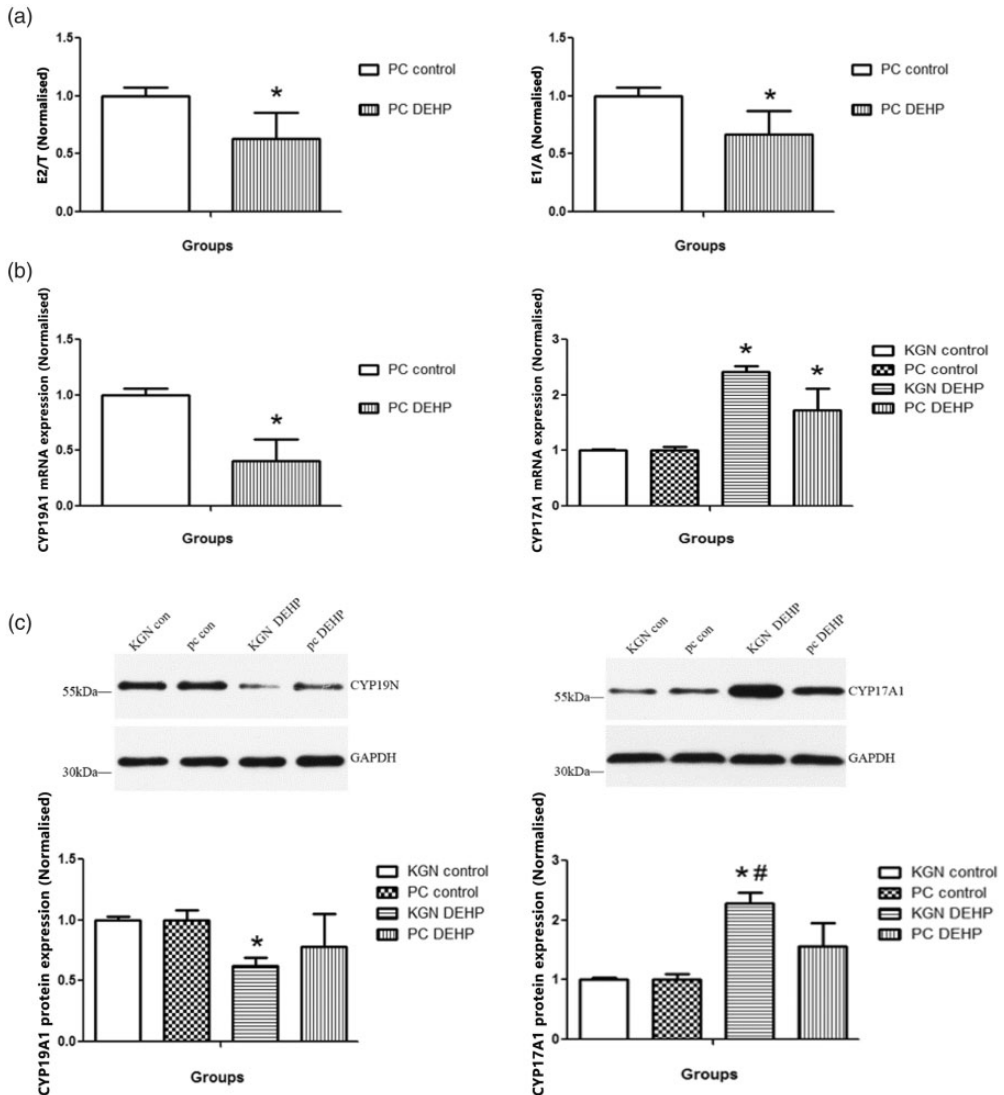 (a)
1.5
1.0
0.5
0.0
E2/T (Normalised)
*
Groups
PC control
PC DEHP
1.5
1.0
0.5
0.0
E1/A (Normalised)
*
Groups
PC control
PC DEHP
(b)
1.5
1.0
0.5
0.0
CYP19A1 mRNA expression (Normalised)
*
Groups
PC control
PC DEHP
3
2
1
0
CYP17A1 mRNA expression (Normalised)
*
*
Groups
KGN control
PC control
KGN DEHP
PC DEHP
(c)
KGN con
pc con
KGN DEHP
pc DEHP
55kDa
CYP19N
GAPDH
30kDa
KGN con
pc con
KGN DEHP
pc DEHP
55kDa
CYP17A1
GAPDH
30kDa
1.5
1.0
0.5
0.0
CYP19A1 protein expression (Normalised)
*
Groups
KGN control
PC control
KGN DEHP
PC DEHP
3
2
1
0
CYP17A1 protein expression (Normalised)
* #
Groups
KGN control
PC control
KGN DEHP
PC DEHP